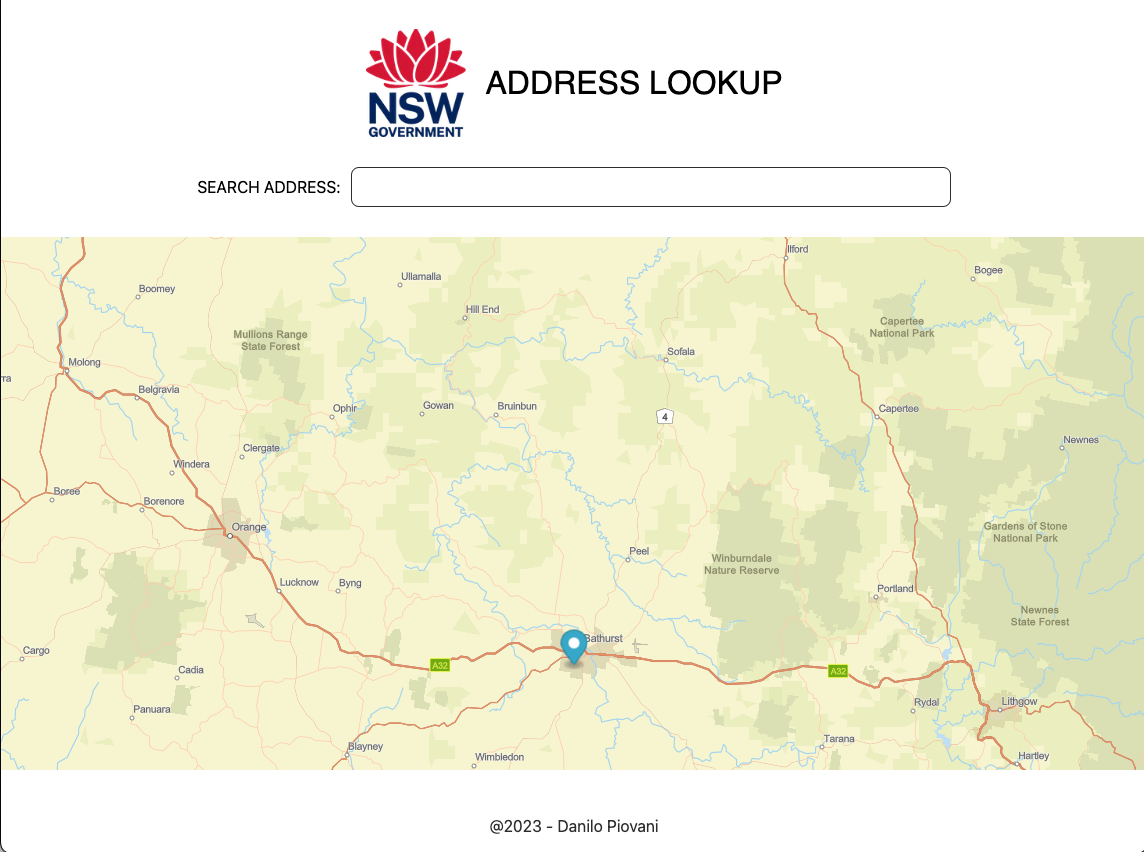 NSW
GOVERNMENT
ADDRESS LOOKUP
SEARCH ADDRESS:
Ilford
Bogee
Ullamalla
Boomey
Hill End
Capertee
National Park
Mullions Range
State Forest
Sofala
Molong
rra
Belgravia
Ophir
Gowan
Bruinbun
4
Capertee
Newnes
Clergate
Windera
Boree
Borenore
Orange
Gardens of Stone
National Park
Peel
Winburndale
Nature Reserve
Lucknow
Byng
Portland
Newnes
State Forest
Bathurst
Cargo
A32
A32
Cadia
Rydal
Lithgow
Panuara
Tarana
Blayney
Wimbledon
Hartley
@2023 - Danilo Piovani